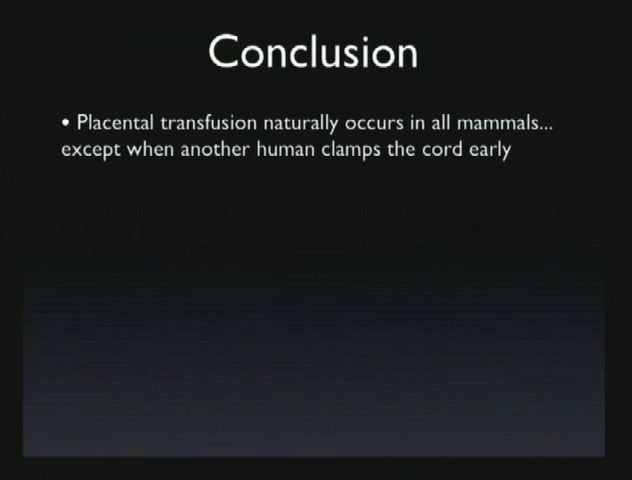 Conclusion
• Placental transfusion naturally occurs in all mammals...
except when another human clamps the cord early